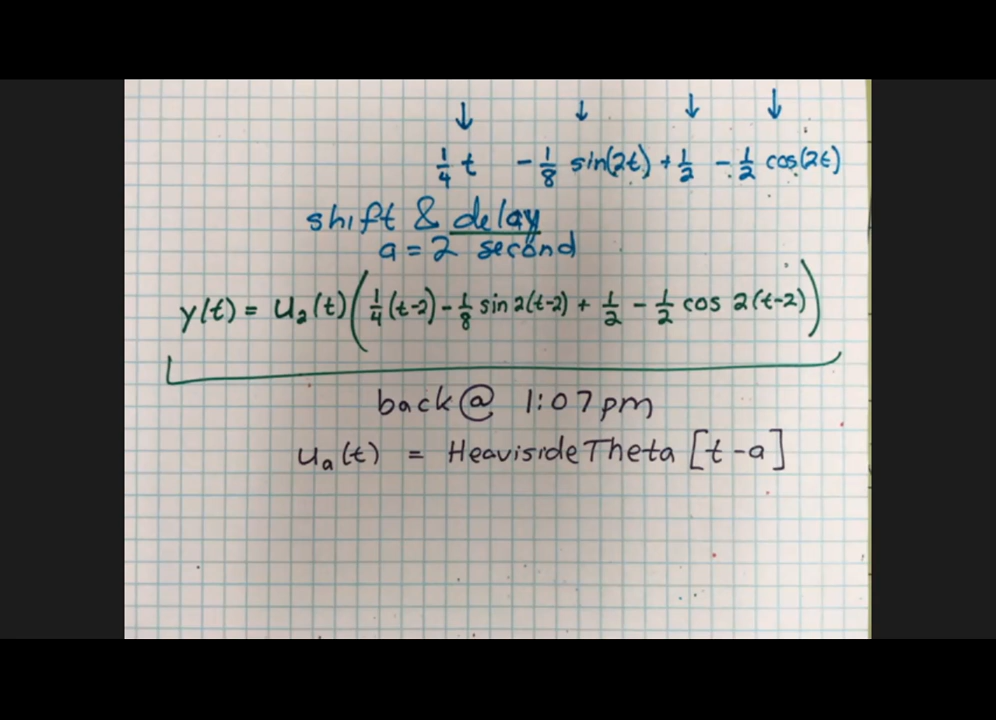 ↓ ↓ ↓ ↓
1/4 t - 1/8 sin(2t) + 1/2 - 1/2 cos(2t)
shift & delay
a = 2 second
y(t) = u₂(t)(1/4(t-2) - 1/8 sin 2(t-2) + 1/2 - 1/2 cos 2(t-2))
back @ 1:07 pm
uₐ(t) = HeavisideTheta [t-a]